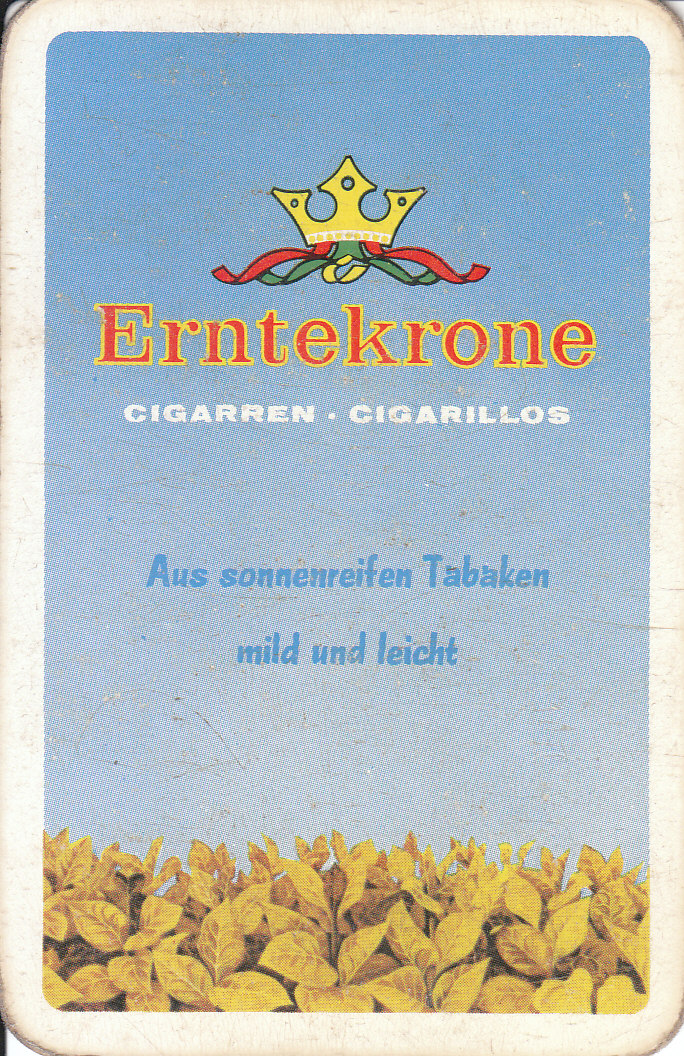 Erntekrone
CIGARREN · CIGARILLOS
Aus sonnenreifen Tabaken
mild und leicht